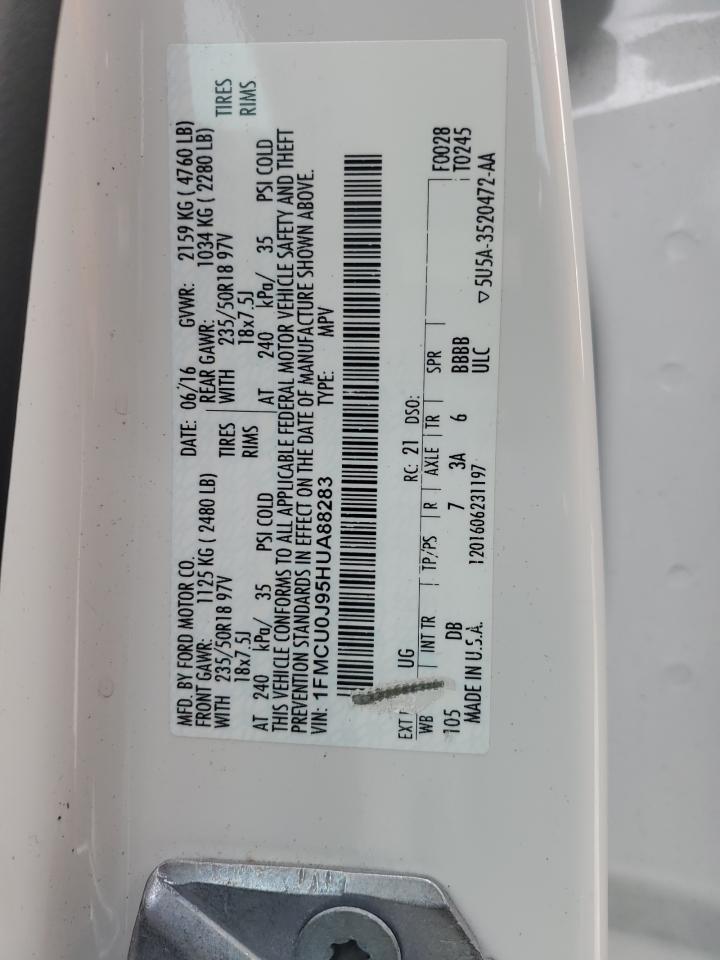 MFD. BY FORD MOTOR CO.
DATE: 06/16 GVWR: 2159 KG ( 4760 LB)
FRONT GAWR: 1125 KG ( 2480 LB)
REAR GAWR: 1034 KG ( 2280 LB)
WITH 235/50R18 97V TIRES
WITH 235/50R18 97V TIRES
18x7.5J RIMS
18x7.5J RIMS
AT 240 kPa/ 35 PSI COLD
AT 240 kPa/ 35 PSI COLD
THIS VEHICLE CONFORMS TO ALL APPLICABLE FEDERAL MOTOR VEHICLE SAFETY AND THEFT
PREVENTION STANDARDS IN EFFECT ON THE DATE OF MANUFACTURE SHOWN ABOVE.
VIN: 1FMCU0J95HUA88283 TYPE: MPV
EXT UG RC: 21 DSO:
WB INT TR TP/PS R AXLE TR SPR F0028
T0245
105 DB 7 3A 6 BBBB
MADE IN U.S.A. 1201606231197 ULC
▽5U5A-3520472-AA